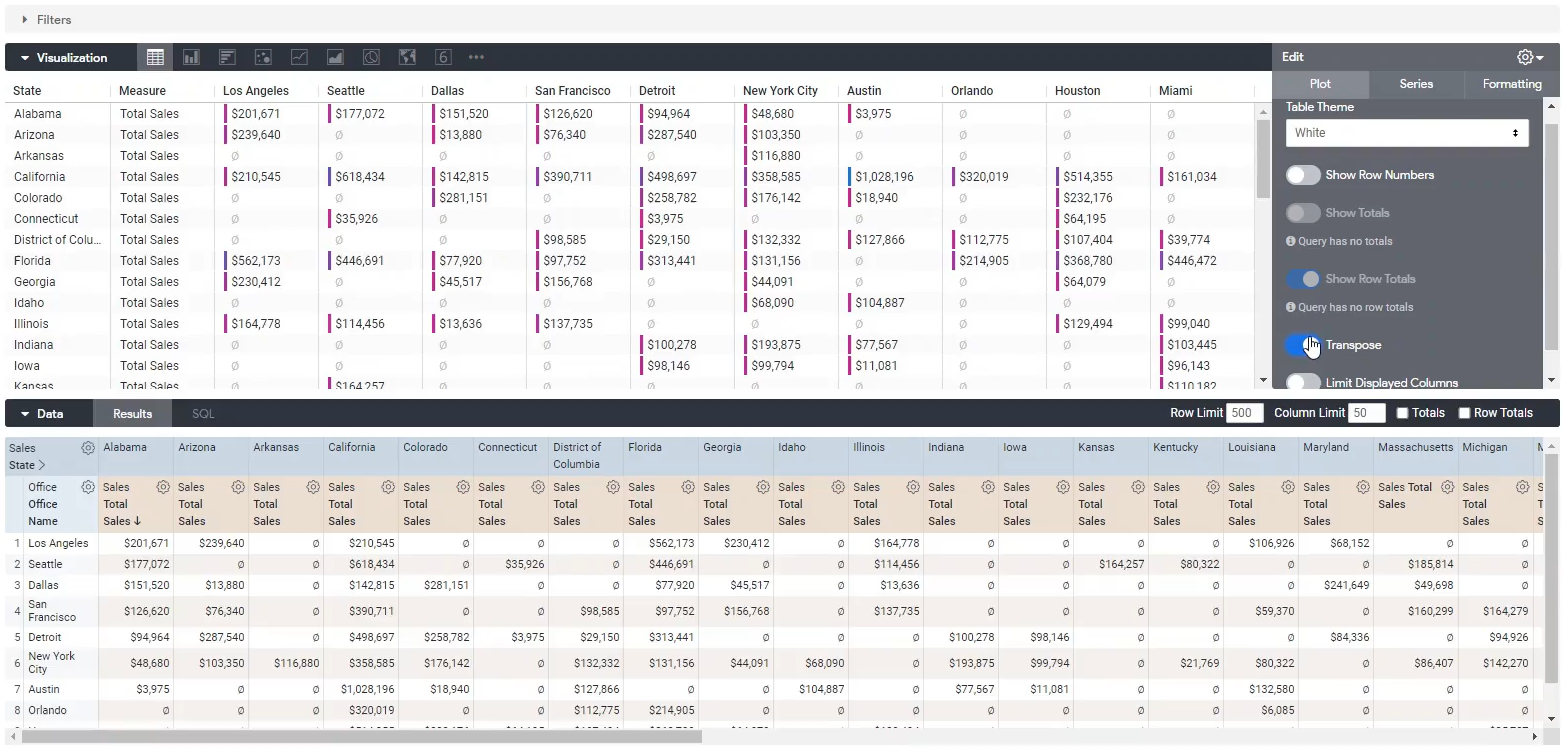 Filters
Visualization 6 ••• Edit
Plot Series Formatting
State Measure Los Angeles Seattle Dallas San Francisco Detroit New York City Austin Orlando Houston Miami
Alabama Total Sales $201,671 $177,072 $151,520 $126,620 $94,964 $48,680 $3,975 ∅ ∅ ∅
Arizona Total Sales $239,640 ∅ $13,880 $76,340 $287,540 $103,350 ∅ ∅ ∅ ∅
Arkansas Total Sales ∅ ∅ ∅ ∅ ∅ $116,880 ∅ ∅ ∅ ∅
California Total Sales $210,545 $618,434 $142,815 $390,711 $498,697 $358,585 $1,028,196 $320,019 $514,355 $161,034
Colorado Total Sales ∅ ∅ $281,151 ∅ $258,782 $176,142 $18,940 ∅ $232,176 ∅
Connecticut Total Sales ∅ $35,926 ∅ ∅ $3,975 ∅ ∅ ∅ $64,195 ∅
District of Colu... Total Sales ∅ ∅ ∅ $98,585 $29,150 $132,332 $127,866 $112,775 $107,404 $39,774
Florida Total Sales $562,173 $446,691 $77,920 $97,752 $313,441 $131,156 ∅ $214,905 $368,780 $446,472
Georgia Total Sales $230,412 ∅ $45,517 $156,768 ∅ $44,091 ∅ ∅ $64,079 ∅
Idaho Total Sales ∅ ∅ ∅ ∅ ∅ $68,090 $104,887 ∅ ∅ ∅
Illinois Total Sales $164,778 $114,456 $13,636 $137,735 ∅ ∅ ∅ ∅ $129,494 $99,040
Indiana Total Sales ∅ ∅ ∅ ∅ $100,278 $193,875 $77,567 ∅ ∅ $103,445
Iowa Total Sales ∅ ∅ ∅ ∅ $98,146 $99,794 $11,081 ∅ ∅ $96,143
Kansas Total Sales ∅ $164,257 ∅ ∅ ∅ ∅ ∅ ∅ ∅ $110,182
Table Theme
White
Show Row Numbers
Show Totals
Query has no totals
Show Row Totals
Query has no row totals
Transpose
Limit Displayed Columns
Data Results SQL Row Limit 500 Column Limit 50 Totals Row Totals
Sales Alabama Arizona Arkansas California Colorado Connecticut District of Florida Georgia Idaho Illinois Indiana Iowa Kansas Kentucky Louisiana Maryland Massachusetts Michigan
State Columbia
Office Sales Sales Sales Sales Sales Sales Sales Sales Sales Sales Sales Sales Sales Sales Sales Sales Sales Sales Total Sales
Office Total Total Total Total Total Total Total Total Total Total Total Total Total Total Total Total Total Sales Total
Name Sales ↓ Sales Sales Sales Sales Sales Sales Sales Sales Sales Sales Sales Sales Sales Sales Sales Sales Sales
1 Los Angeles $201,671 $239,640 ∅ $210,545 ∅ ∅ ∅ $562,173 $230,412 ∅ $164,778 ∅ ∅ ∅ ∅ $106,926 $68,152 ∅ ∅
2 Seattle $177,072 ∅ ∅ $618,434 ∅ $35,926 ∅ $446,691 ∅ ∅ $114,456 ∅ ∅ $164,257 $80,322 ∅ ∅ $185,814 ∅
3 Dallas $151,520 $13,880 ∅ $142,815 $281,151 ∅ ∅ $77,920 $45,517 ∅ $13,636 ∅ ∅ ∅ ∅ ∅ $241,649 $49,698 ∅
4 San Francisco $126,620 $76,340 ∅ $390,711 ∅ ∅ $98,585 $97,752 $156,768 ∅ $137,735 ∅ ∅ ∅ ∅ $59,370 ∅ $160,299 $164,279
5 Detroit $94,964 $287,540 ∅ $498,697 $258,782 $3,975 $29,150 $313,441 ∅ ∅ ∅ $100,278 $98,146 ∅ ∅ ∅ $84,336 ∅ $94,926
6 New York City $48,680 $103,350 $116,880 $358,585 $176,142 ∅ $132,332 $131,156 $44,091 $68,090 ∅ $193,875 $99,794 ∅ $21,769 $80,322 ∅ $86,407 $142,270
7 Austin $3,975 ∅ ∅ $1,028,196 $18,940 ∅ $127,866 ∅ ∅ $104,887 ∅ $77,567 $11,081 ∅ ∅ $132,580 ∅ ∅ ∅
8 Orlando ∅ ∅ ∅ $320,019 ∅ ∅ $112,775 $214,905 ∅ ∅ ∅ ∅ ∅ ∅ ∅ $6,085 ∅ ∅ ∅